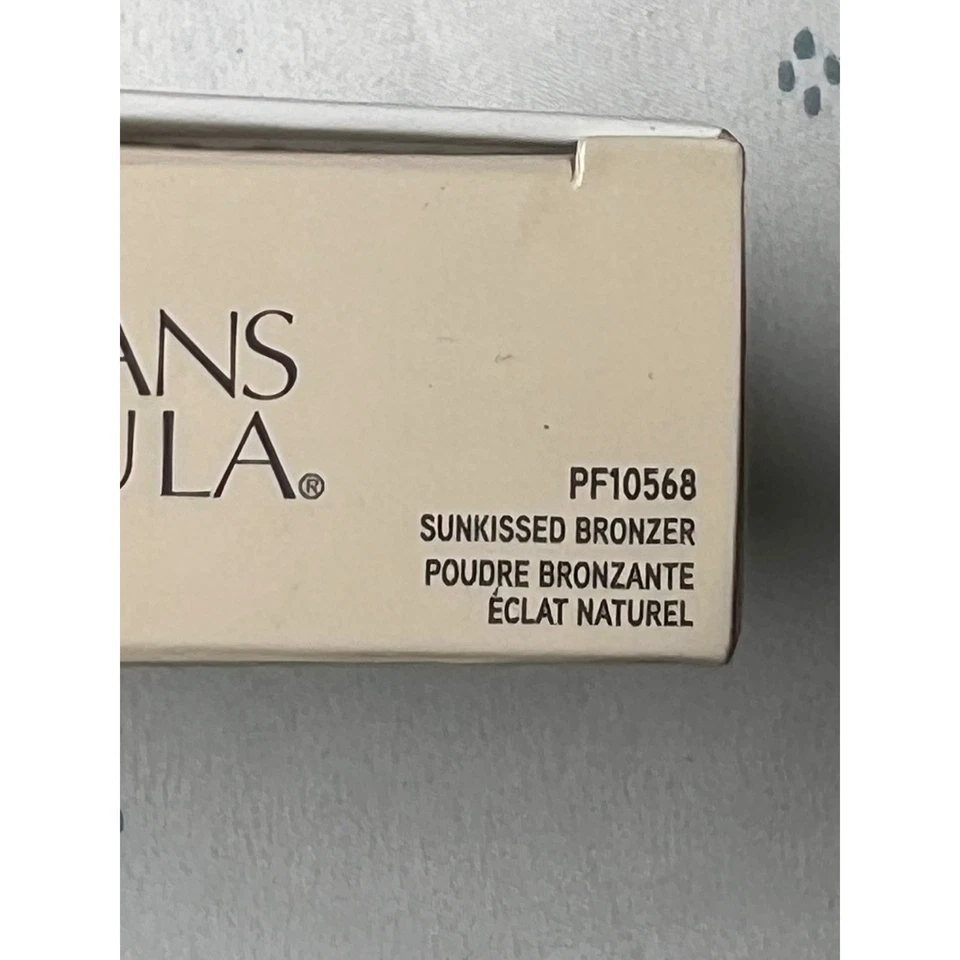 ANS
ULA®
PF10568
SUNKISSED BRONZER
POUDRE BRONZANTE
ÉCLAT NATUREL